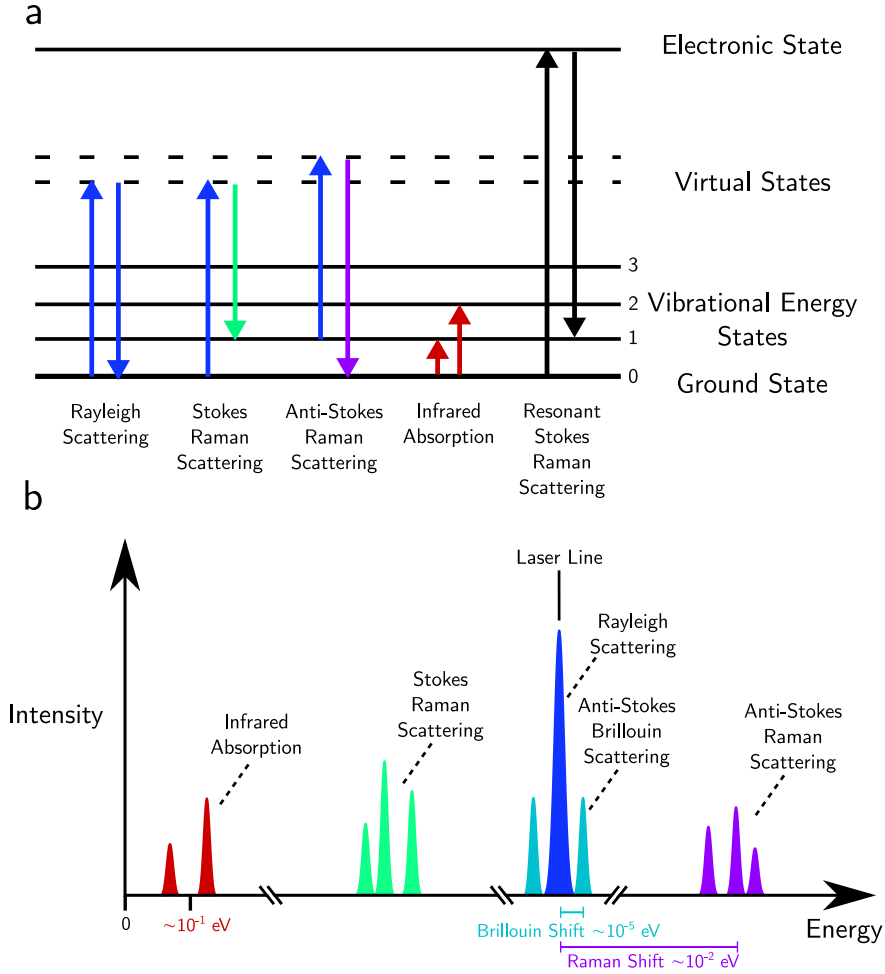 a
Electronic State
Virtual States
3
2
Vibrational Energy
States
1
0
Ground State
Rayleigh
Scattering
Stokes
Raman
Scattering
Anti-Stokes
Raman
Scattering
Infrared
Absorption
Resonant
Stokes
Raman
Scattering
b
Laser Line
Rayleigh
Scattering
Stokes
Raman
Scattering
Anti-Stokes
Brillouin
Scattering
Anti-Stokes
Raman
Scattering
Intensity
Infrared
Absorption
0
~10⁻¹ eV
Energy
Brillouin Shift ~10⁻⁵ eV
Raman Shift ~10⁻² eV